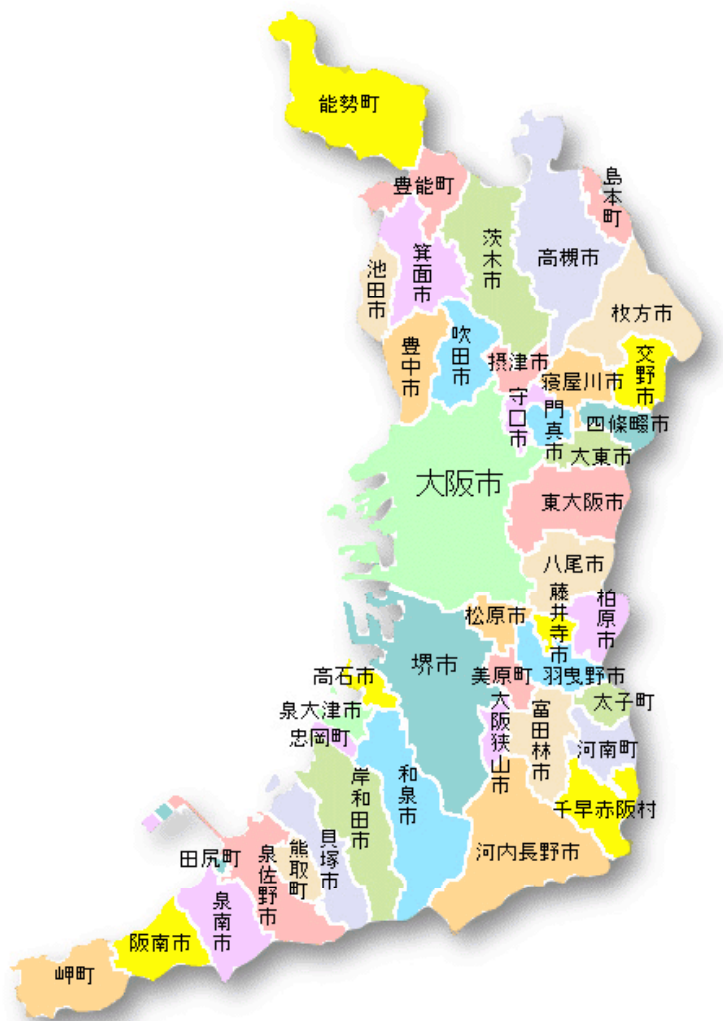 能勢町
豊能町
島本町
茨木市
高槻市
箕面市
池田市
枚方市
吹田市
豊中市
交野市
摂津市
寝屋川市
守口市
門真市
四條畷市
大東市
大阪市
東大阪市
八尾市
藤井寺市
柏原市
松原市
堺市
美原町
羽曳野市
高石市
太子町
大阪狭山市
富田林市
泉大津市
忠岡町
河南町
和泉市
岸和田市
千早赤阪村
貝塚市
熊取町
泉佐野市
河内長野市
田尻町
泉南市
阪南市
岬町